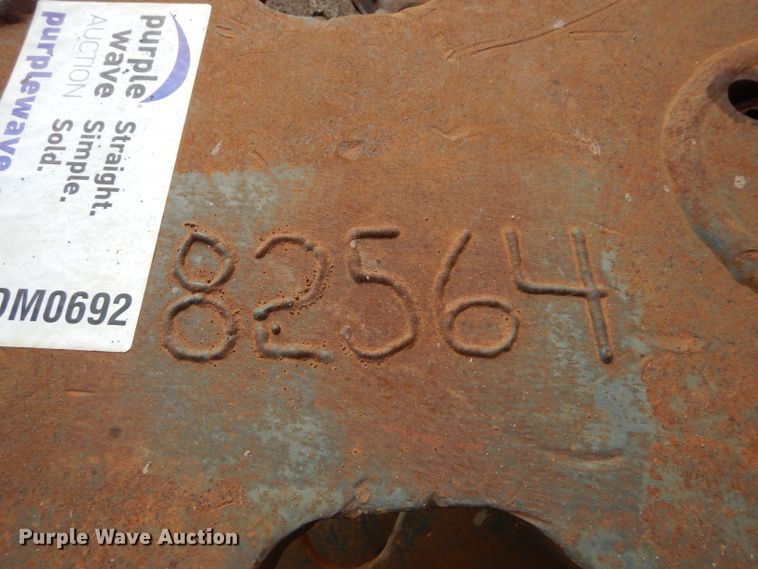 purple
wave
AUCTION
purplewave
Straight.
Simple.
Sold.
DM0692
82564
Purple Wave Auction